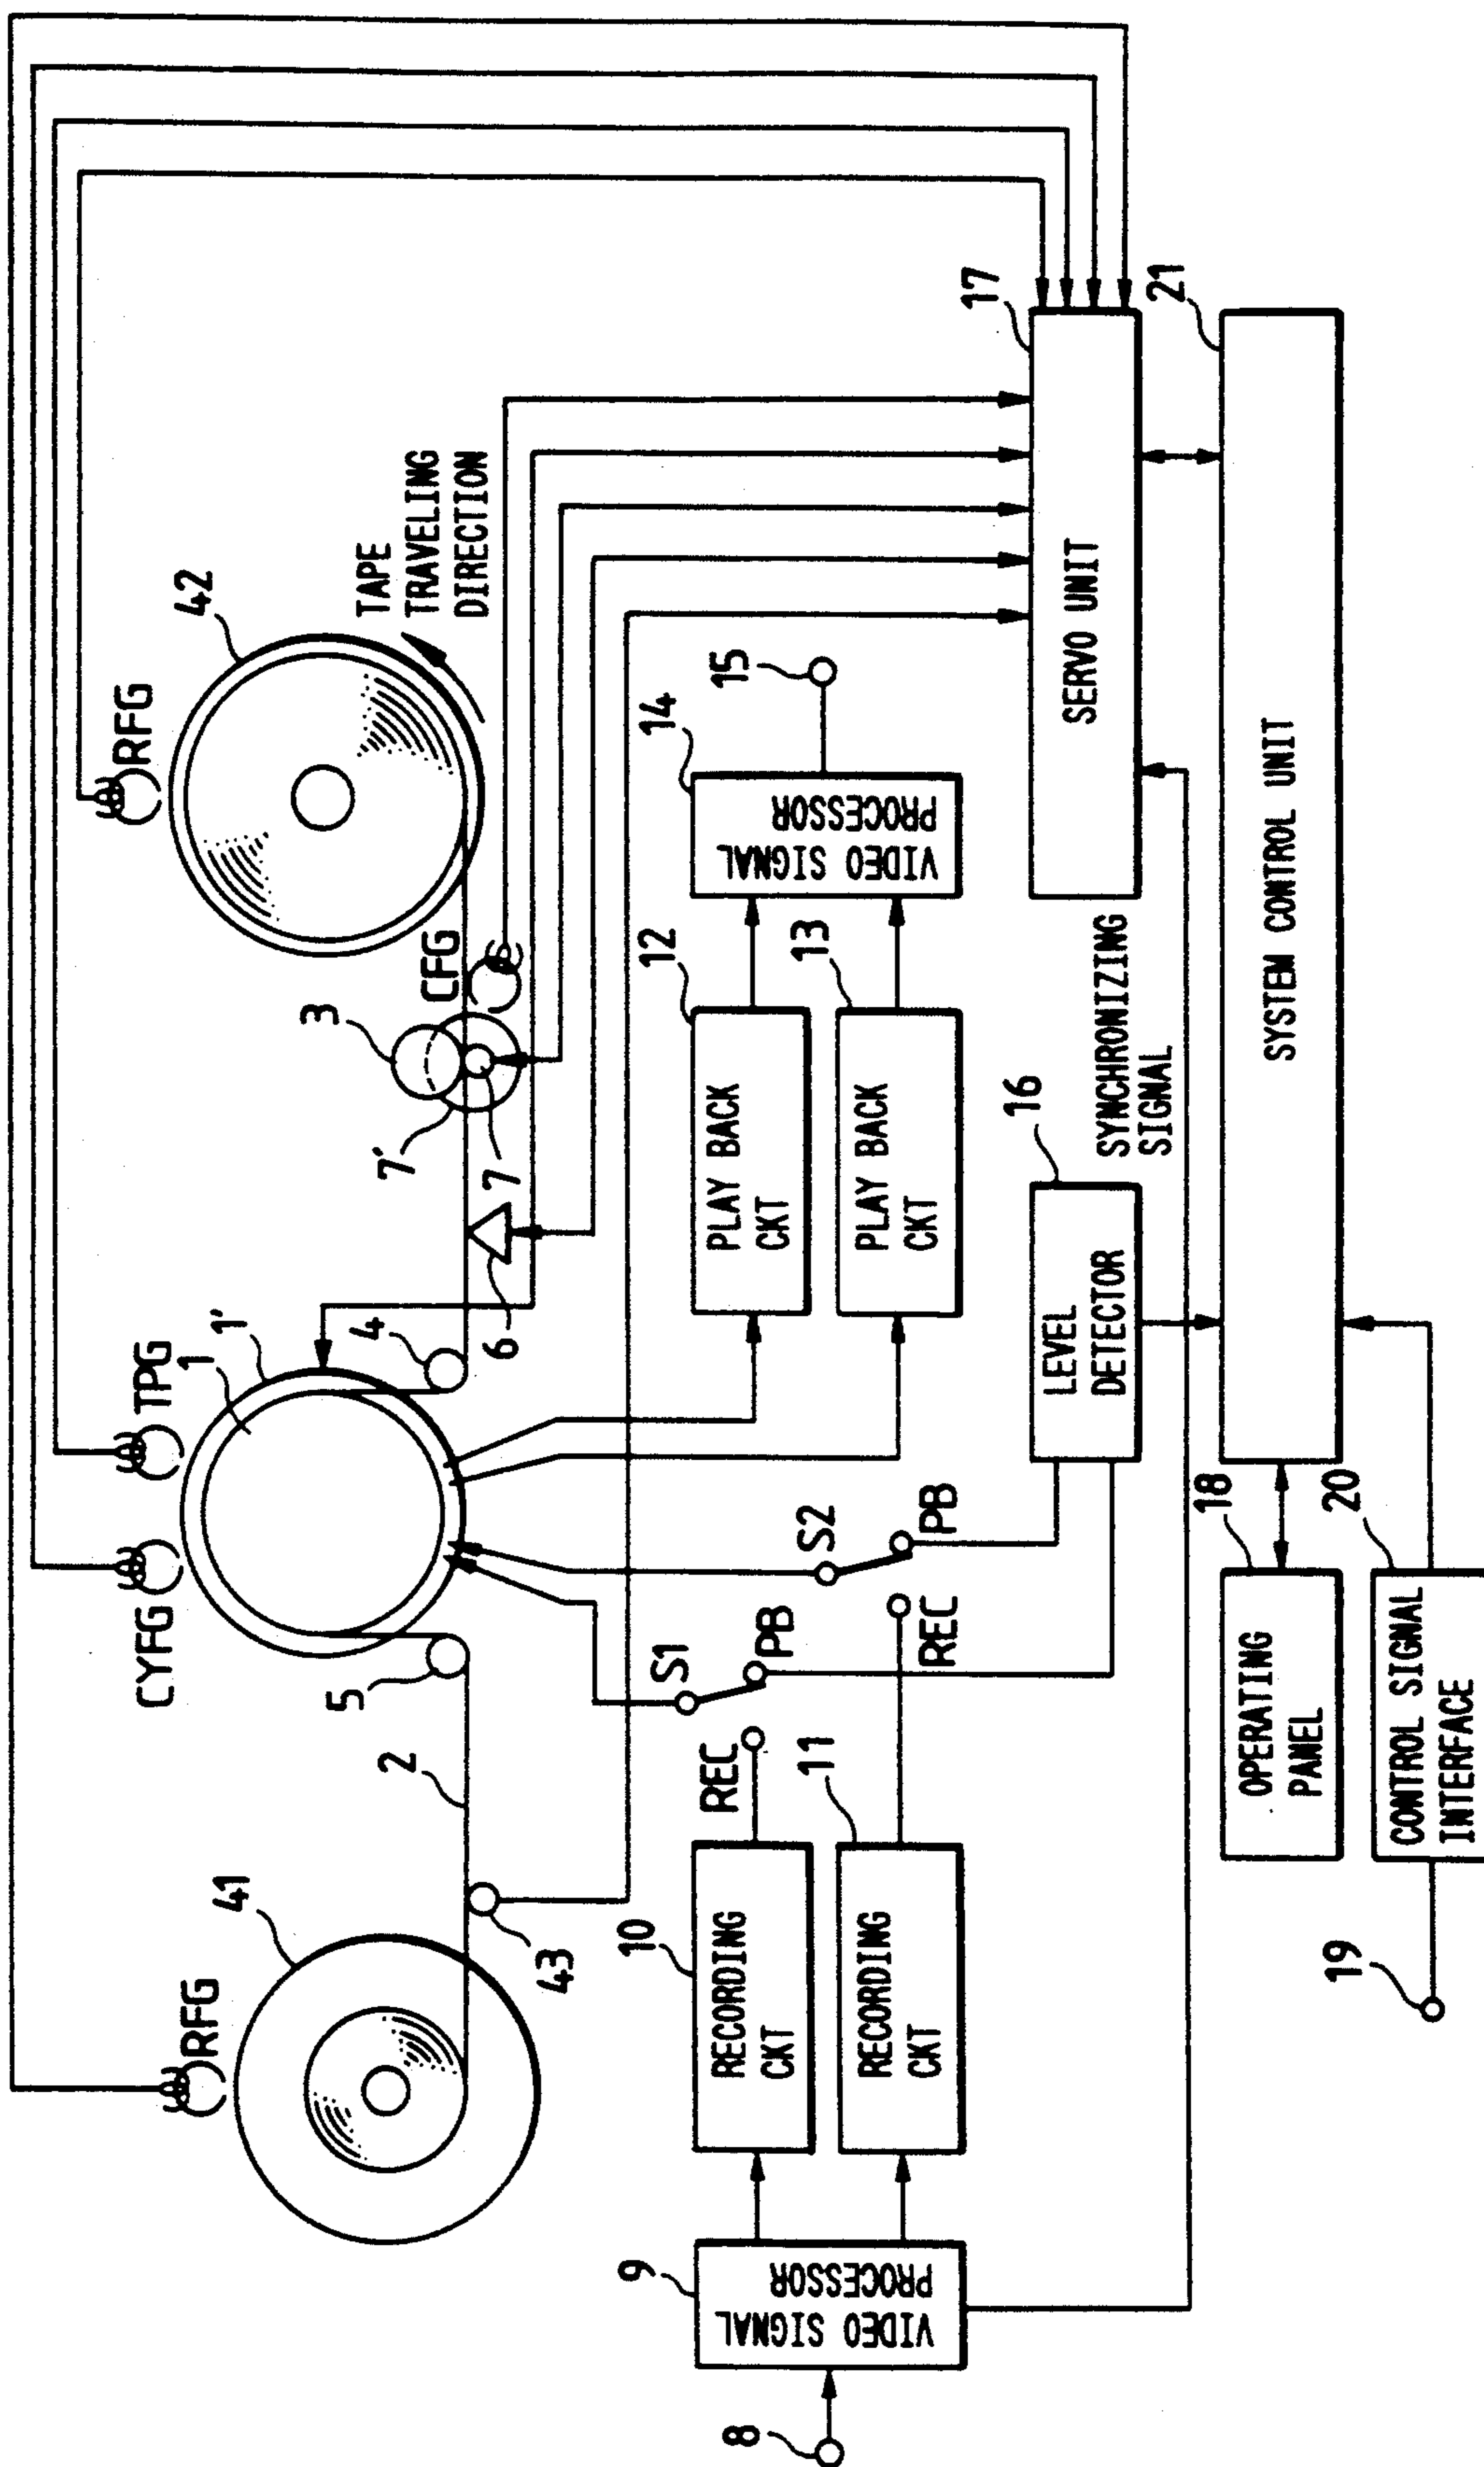 RFG
41
43
2
5
CYFG
TPG
1
1'
4
6
7
7'
3
CFG
RFG
42
TAPE
TRAVELING
DIRECTION
8
9
VIDEO SIGNAL
PROCESSOR
10
RECORDING
CKT
11
RECORDING
CKT
REC
S1
PB
REC
S2
PB
12
PLAY BACK
CKT
13
PLAY BACK
CKT
14
VIDEO SIGNAL
PROCESSOR
15
16
LEVEL
DETECTOR
SYNCHRONIZING
SIGNAL
17
SERVO UNIT
18
OPERATING
PANEL
19
20
CONTROL SIGNAL
INTERFACE
21
SYSTEM CONTROL UNIT